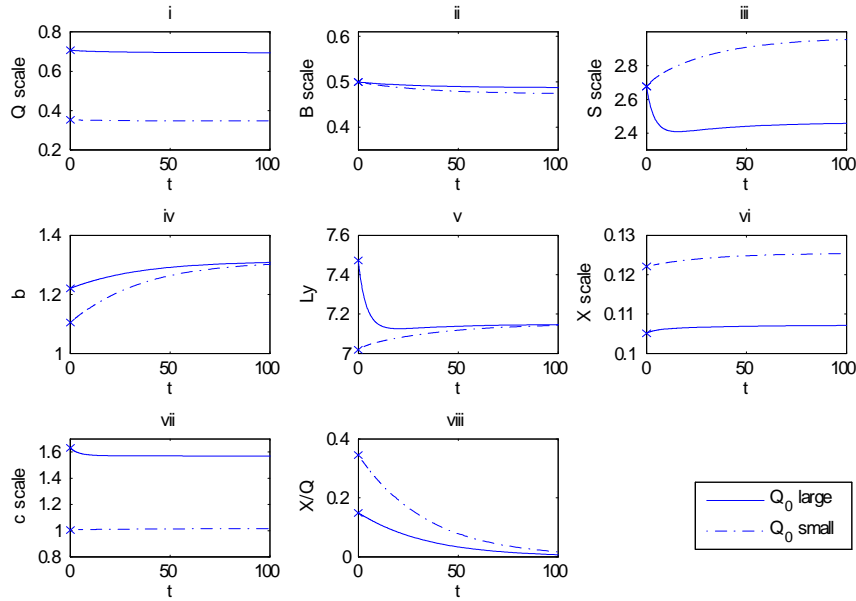 i
0.8
0.6
0.4
0.2
Q scale
0
50
100
t
ii
0.6
0.5
0.4
B scale
0
50
100
t
iii
2.8
2.6
2.4
S scale
0
50
100
t
iv
1.4
1.2
1
b
0
50
100
t
v
7.6
7.4
7.2
7
Ly
0
50
100
t
vi
0.13
0.12
0.11
0.1
X scale
0
50
100
t
vii
1.6
1.4
1.2
1
0.8
c scale
0
50
100
t
viii
0.4
0.2
0
X/Q
0
50
100
t
Q0 large
Q0 small